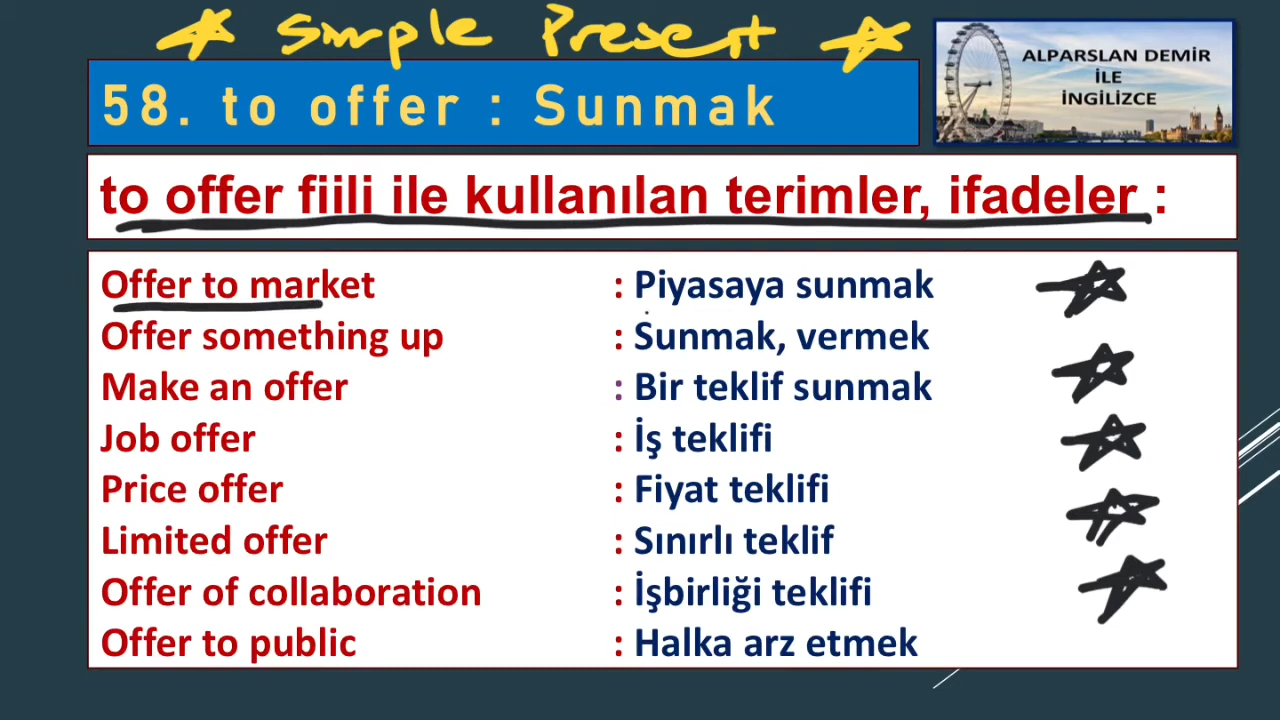 Simple Present
58. to offer : Sunmak
ALPARSLAN DEMİR
İLE
İNGİLİZCE
to offer fiili ile kullanılan terimler, ifadeler :
Offer to market : Piyasaya sunmak
Offer something up : Sunmak, vermek
Make an offer : Bir teklif sunmak
Job offer : İş teklifi
Price offer : Fiyat teklifi
Limited offer : Sınırlı teklif
Offer of collaboration : İşbirliği teklifi
Offer to public : Halka arz etmek